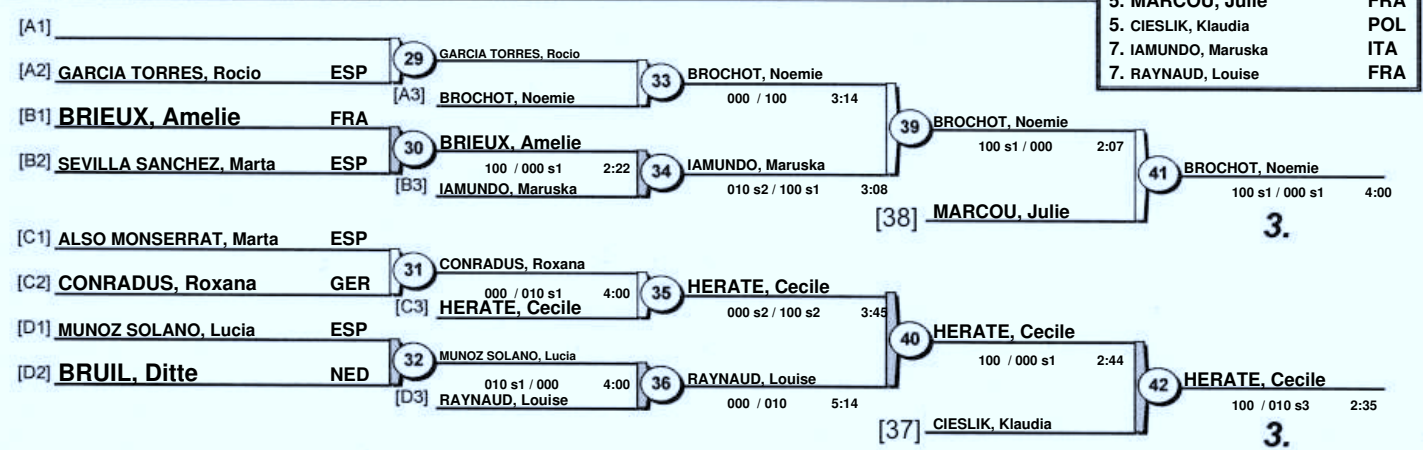 5. MARCOU, Julie FRA
5. CIESLIK, Klaudia POL
7. IAMUNDO, Maruska ITA
7. RAYNAUD, Louise FRA
[A1]
[A2] GARCIA TORRES, Rocio ESP
29
GARCIA TORRES, Rocio
[A3] BROCHOT, Noemie
33
BROCHOT, Noemie
000 / 100 3:14
[B1] BRIEUX, Amelie FRA
[B2] SEVILLA SANCHEZ, Marta ESP
30
BRIEUX, Amelie
100 / 000 s1 2:22
[B3] IAMUNDO, Maruska
34
IAMUNDO, Maruska
010 s2 / 100 s1 3:08
39
BROCHOT, Noemie
100 s1 / 000 2:07
[38] MARCOU, Julie
41
BROCHOT, Noemie
100 s1 / 000 s1 4:00
3.
[C1] ALSO MONSERRAT, Marta ESP
[C2] CONRADUS, Roxana GER
31
CONRADUS, Roxana
000 / 010 s1 4:00
[C3] HERATE, Cecile
35
HERATE, Cecile
000 s2 / 100 s2 3:45
[D1] MUNOZ SOLANO, Lucia ESP
[D2] BRUIL, Ditte NED
32
MUNOZ SOLANO, Lucia
010 s1 / 000 4:00
[D3] RAYNAUD, Louise
36
RAYNAUD, Louise
000 / 010 5:14
40
HERATE, Cecile
100 / 000 s1 2:44
[37] CIESLIK, Klaudia
42
HERATE, Cecile
100 / 010 s3 2:35
3.